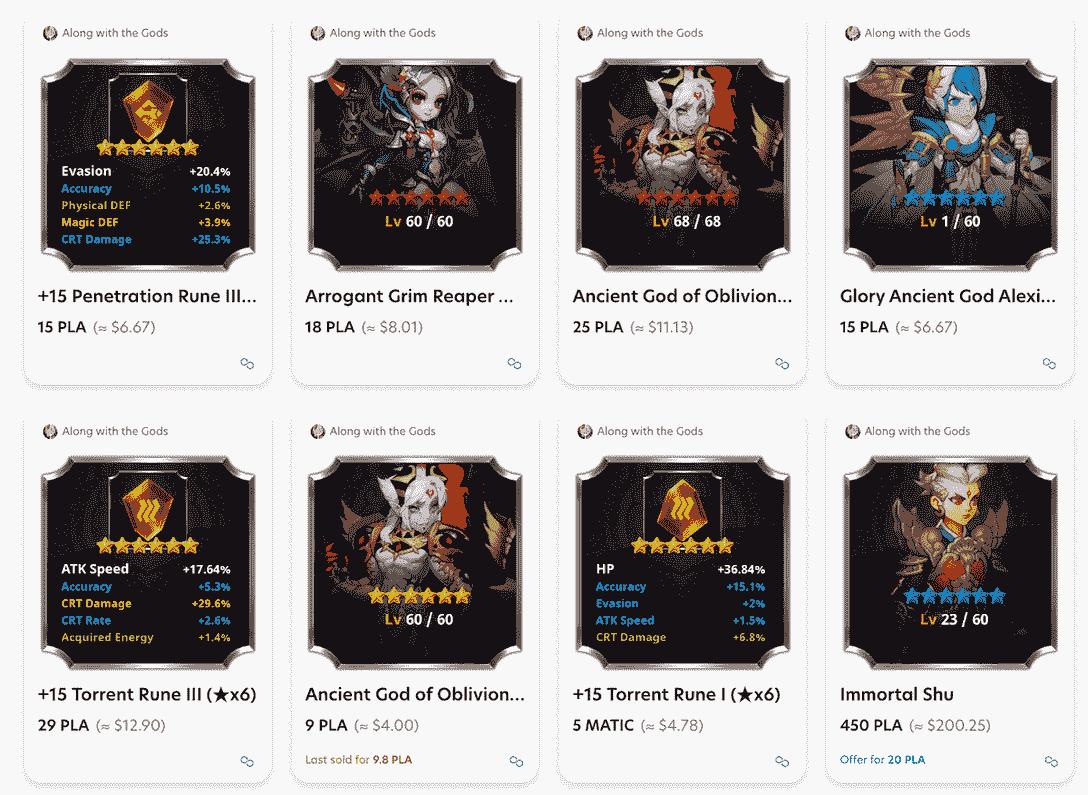 Along with the Gods
Evasion +20.4%
Accuracy +10.5%
Physical DEF +2.6%
Magic DEF +3.9%
CRT Damage +25.3%
+15 Penetration Rune III...
15 PLA (≈ $6.67)
Along with the Gods
Lv 60 / 60
Arrogant Grim Reaper ...
18 PLA (≈ $8.01)
Along with the Gods
Lv 68 / 68
Ancient God of Oblivion...
25 PLA (≈ $11.13)
Along with the Gods
Lv 1 / 60
Glory Ancient God Alexi...
15 PLA (≈ $6.67)
Along with the Gods
ATK Speed +17.64%
Accuracy +5.3%
CRT Damage +29.6%
CRT Rate +2.6%
Acquired Energy +1.4%
+15 Torrent Rune III (★x6)
29 PLA (≈ $12.90)
Along with the Gods
Lv 60 / 60
Ancient God of Oblivion...
9 PLA (≈ $4.00)
Last sold for 9.8 PLA
Along with the Gods
HP +36.84%
Accuracy +15.1%
Evasion +2%
ATK Speed +1.5%
CRT Damage +6.8%
+15 Torrent Rune I (★x6)
5 MATIC (≈ $4.78)
Along with the Gods
Lv 23 / 60
Immortal Shu
450 PLA (≈ $200.25)
Offer for 20 PLA